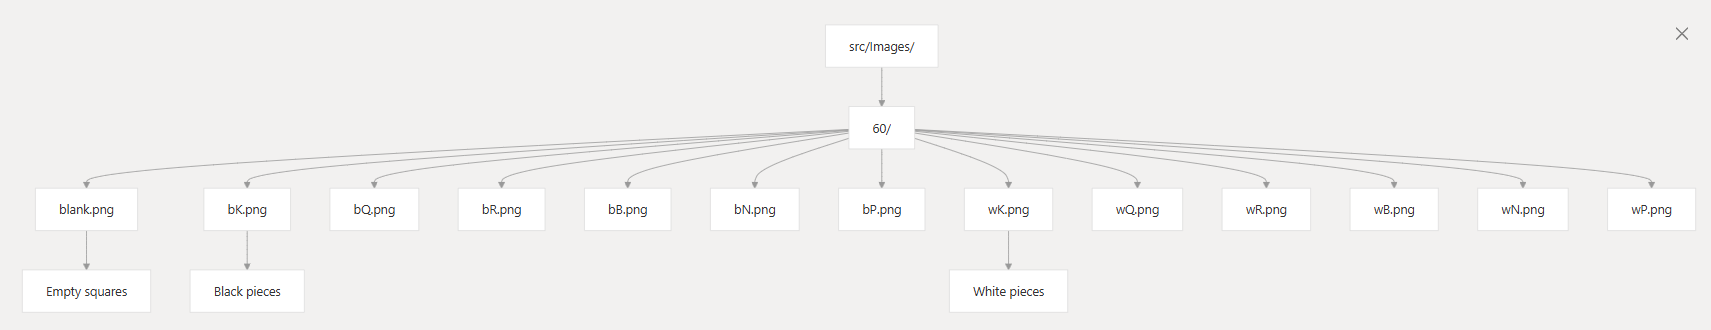 src/Images/
60/
blank.png
bK.png
bQ.png
bR.png
bB.png
bN.png
bP.png
wK.png
wQ.png
wR.png
wB.png
wN.png
wP.png
Empty squares
Black pieces
White pieces